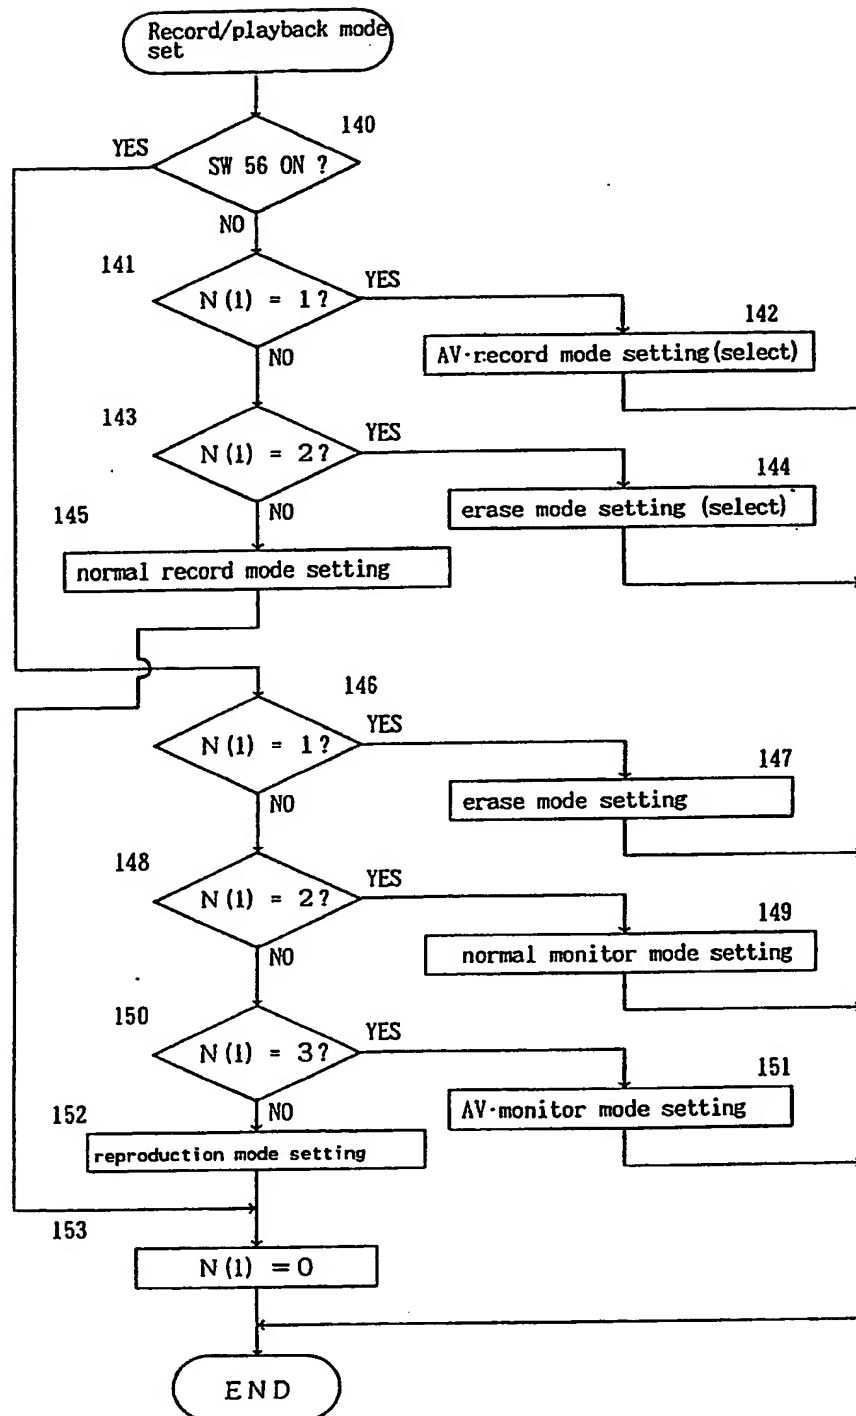 Record/playback mode
set
140
YES
SW 56 ON ?
NO
141
YES
N(1) = 1?
142
AV·record mode setting(select)
NO
143
YES
N(1) = 2?
144
erase mode setting (select)
NO
145
normal record mode setting
146
YES
N(1) = 1?
147
erase mode setting
NO
148
YES
N(1) = 2?
149
normal monitor mode setting
NO
150
YES
N(1) = 3?
151
AV·monitor mode setting
NO
152
reproduction mode setting
153
N(1) =0
END